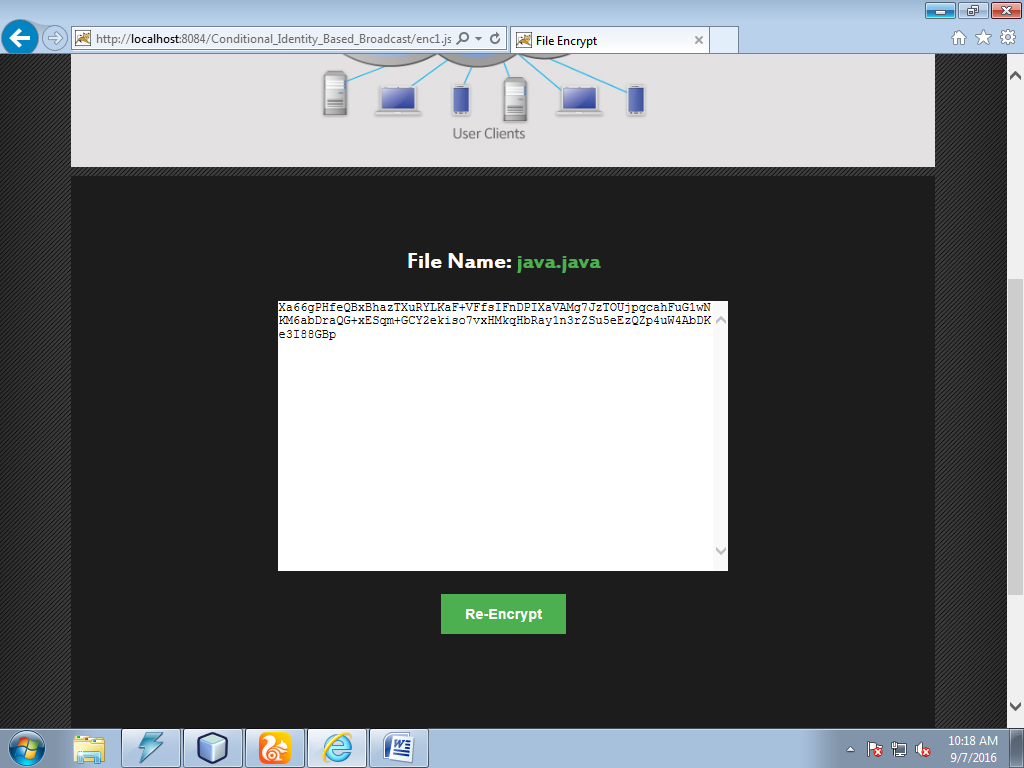 http://localhost:8084/Conditional_Identity_Based_Broadcast/enc1.js
File Encrypt
User Clients
File Name: java.java
Xa66gPHfeQBxBhazTXuRYLKaF+VFfsIFnDPIXaVAMg7JzTOUjpqcahFuGlwN
KM6abDraQG+xESqm+GCY2ekiso7vxHMkqHbRay1n3rZSu5eEzQZp4uW4AbDK
e3I88GBp
Re-Encrypt
10:18 AM
9/7/2016